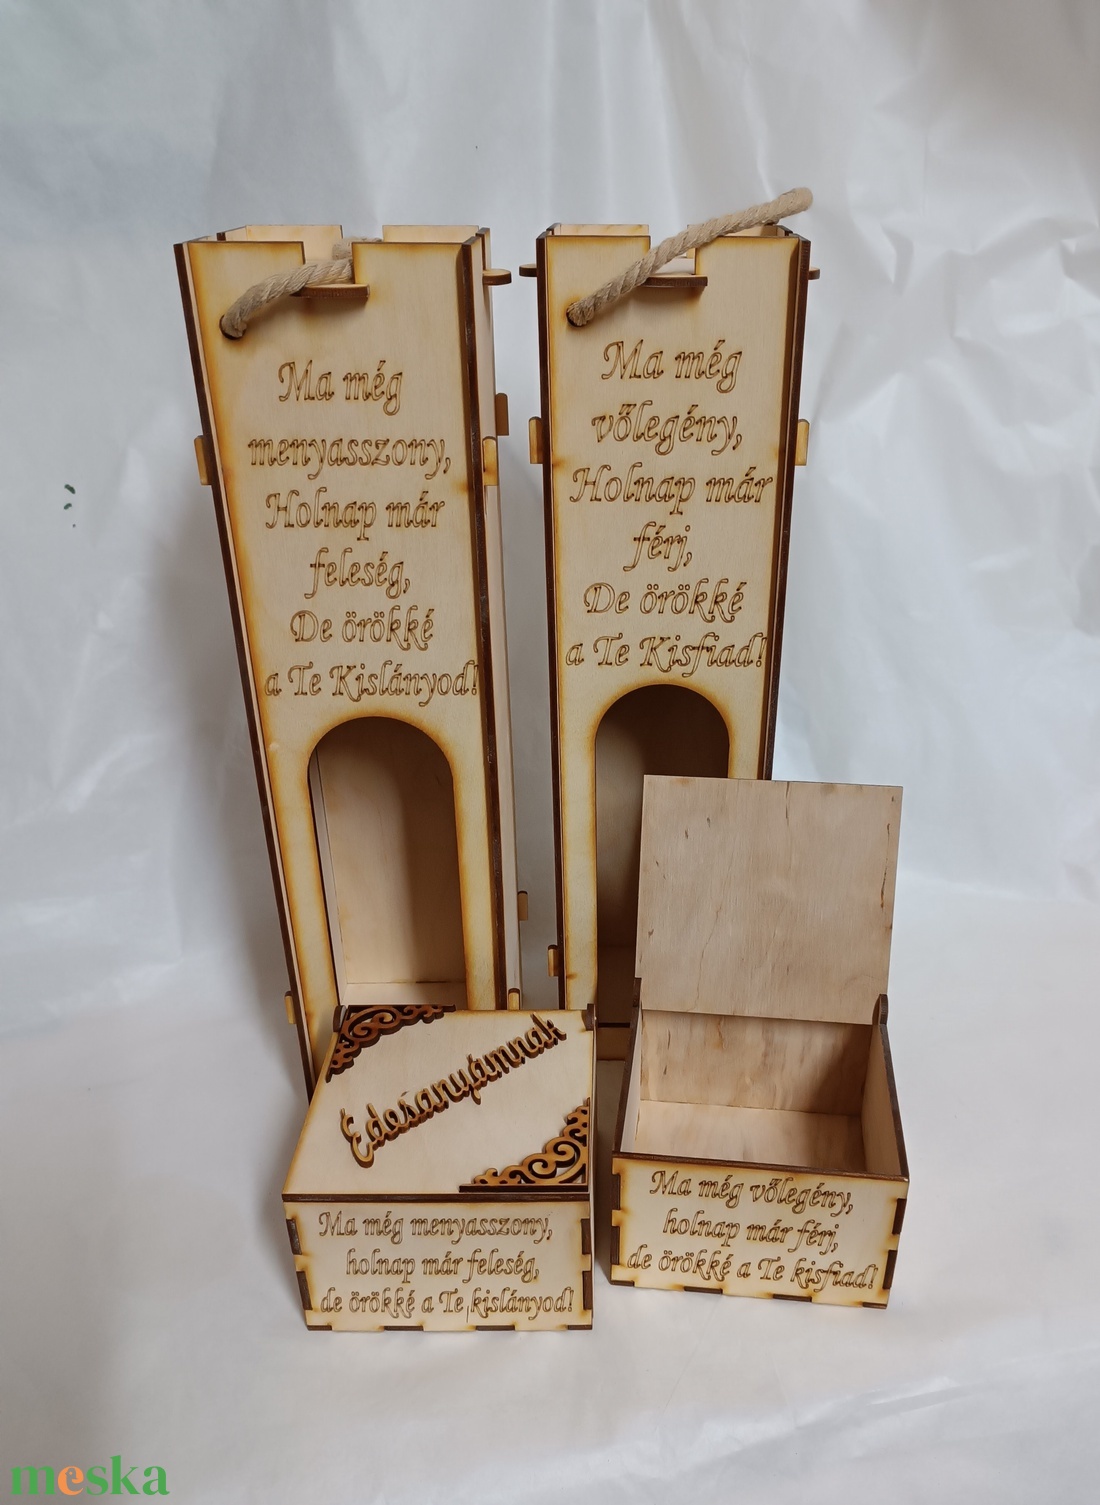 Ma még
menyasszony,
Holnap már
feleség,
De örökké
a Te Kislányod!
Ma még
vőlegény,
Holnap már
férj,
De örökké
a Te Kisfiad!
Édesanyámnak
Ma még menyasszony,
holnap már feleség,
de örökké a Te kislányod!
Ma még vőlegény,
holnap már férj,
de örökké a Te kisfiad!
meska